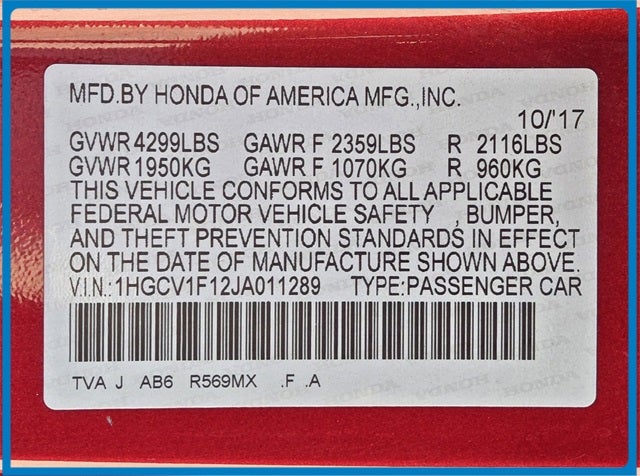 MFD.BY HONDA OF AMERICA MFG.,INC.
10/'17
GVWR 4299LBS GAWR F 2359LBS R 2116LBS
GVWR 1950KG GAWR F 1070KG R 960KG
THIS VEHICLE CONFORMS TO ALL APPLICABLE
FEDERAL MOTOR VEHICLE SAFETY , BUMPER,
AND THEFT PREVENTION STANDARDS IN EFFECT
ON THE DATE OF MANUFACTURE SHOWN ABOVE.
V.I.N.:1HGCV1F12JA011289 TYPE:PASSENGER CAR
TVA J AB6 R569MX .F .A